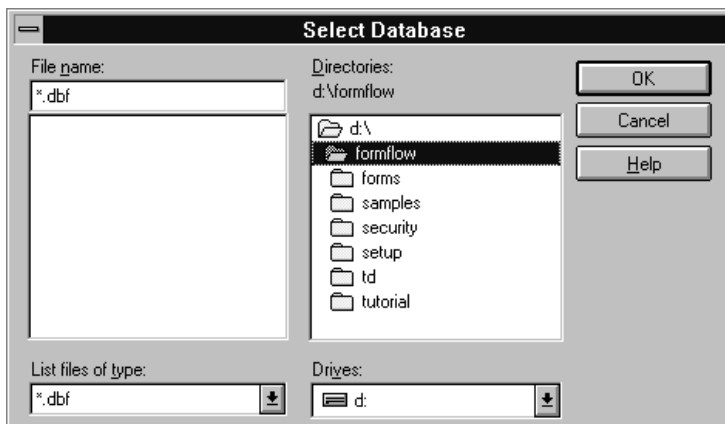 Select Database
File name:
*.dbf
Directories:
d:\formflow
d:\
formflow
forms
samples
security
setup
td
tutorial
OK
Cancel
Help
List files of type:
*.dbf
Drives:
d: